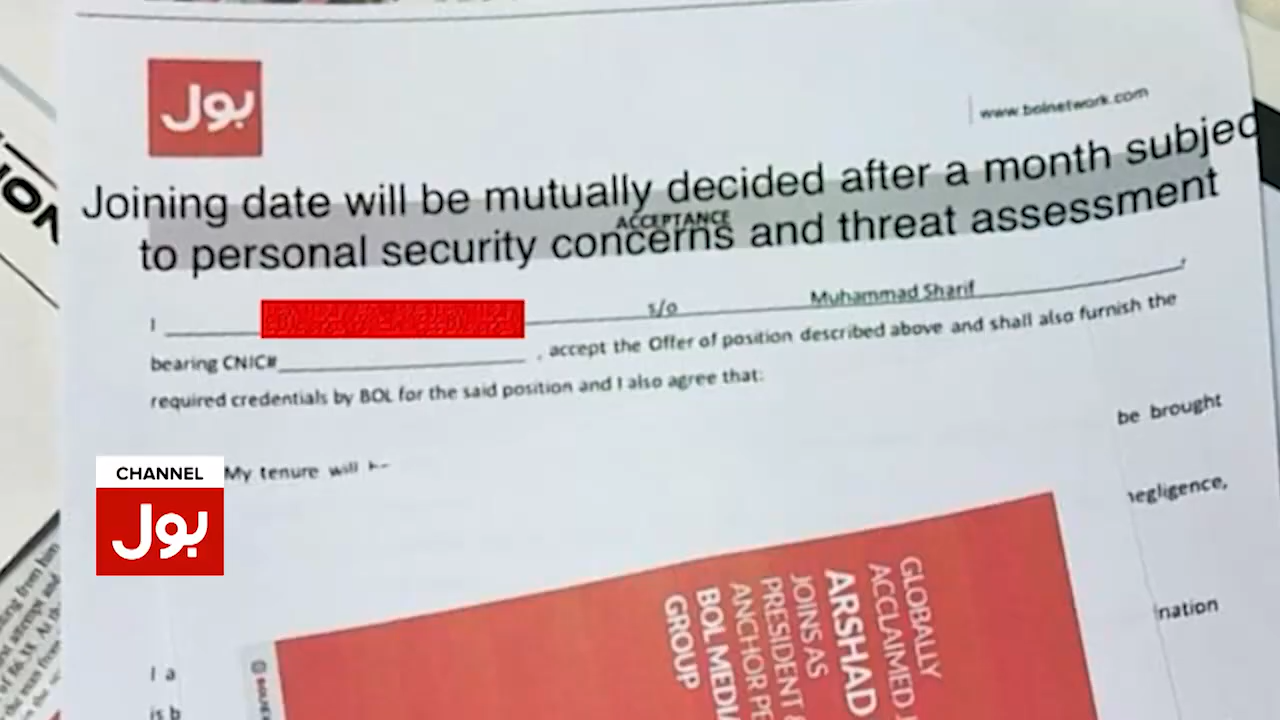 بول
www.bolnetwork.com
Joining date will be mutually decided after a month subjec
to personal security concerns and threat assessment
ACCEPTANCE
I s/o Muhammad Sharif ,
bearing CNIC# , accept the Offer of position described above and shall also furnish the
required credentials by BOL for the said position and I also agree that:
be brought
My tenure will
CHANNEL
بول
negligence,
nation
I a
is b
GLOBALLY
ACCLAIMED J
ARSHAD
JOINS AS
PRESIDENT &
ANCHOR PE
BOL MEDIA
GROUP